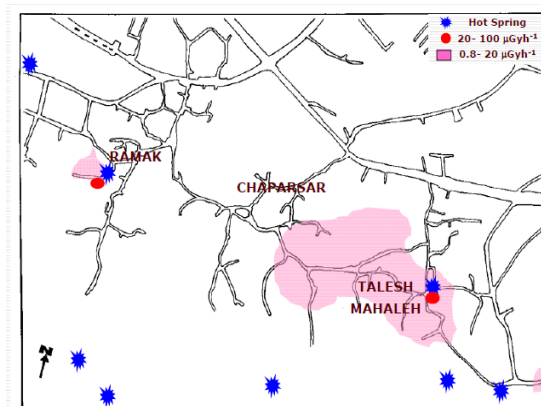 Hot Spring
20- 100 µGyh⁻¹
0.8- 20 µGyh⁻¹
RAMAK
CHAPARSAR
TALESH
MAHALEH
N